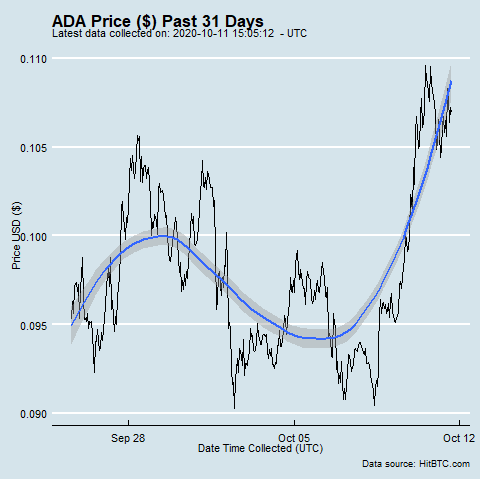 ADA Price ($) Past 31 Days
Latest data collected on: 2020-10-11 15:05:12 - UTC
0.110
0.105
0.100
0.095
0.090
Price USD ($)
Sep 28
Oct 05
Oct 12
Date Time Collected (UTC)
Data source: HitBTC.com